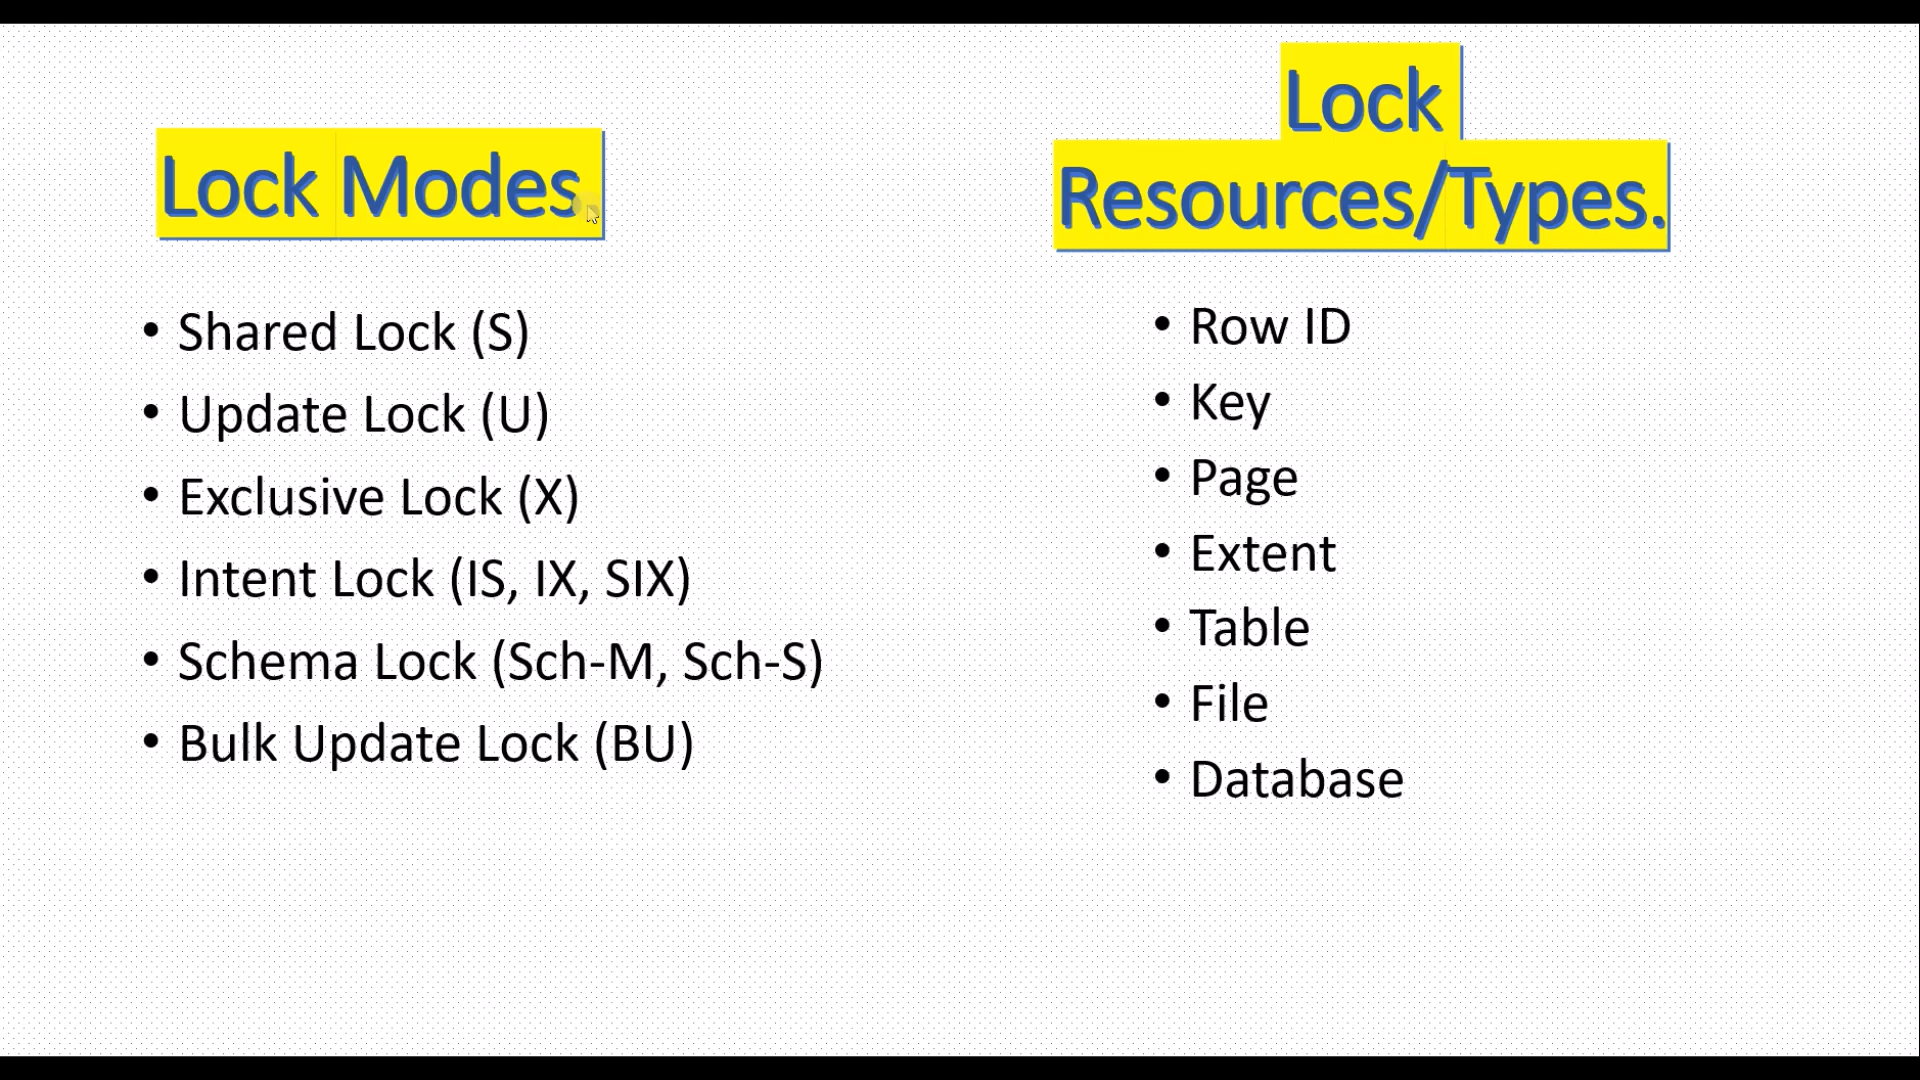 Lock Modes.
• Shared Lock (S)
• Update Lock (U)
• Exclusive Lock (X)
• Intent Lock (IS, IX, SIX)
• Schema Lock (Sch-M, Sch-S)
• Bulk Update Lock (BU)
Lock
Resources/Types.
• Row ID
• Key
• Page
• Extent
• Table
• File
• Database